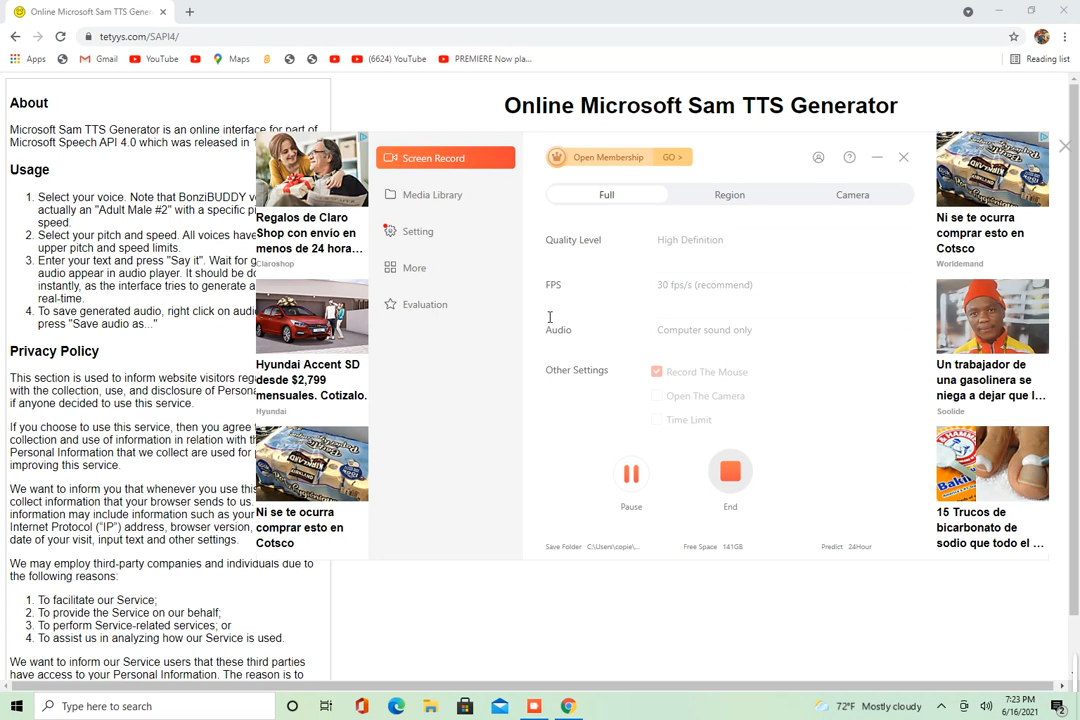 Online Microsoft Sam TTS Gener
tetyys.com/SAPI4/
Apps
Gmail
YouTube
Maps
(6624) YouTube
PREMIERE Now pla...
Reading list
About
Microsoft Sam TTS Generator is an online interface for part of
Microsoft Speech API 4.0 which was released in
Usage
1. Select your voice. Note that BonziBUDDY
actually an "Adult Male #2" with a specific
speed.
2. Select your pitch and speed. All voices have
upper pitch and speed limits.
3. Enter your text and press "Say it". Wait for
audio appear in audio player. It should be
instantly, as the interface tries to generate
real-time.
4. To save generated audio, right click on
press "Save audio as..."
Privacy Policy
This section is used to inform website visitors
with the collection, use, and disclosure of
if anyone decided to use this service.
If you choose to use this service, then you agree
collection and use of information in relation with
Personal Information that we collect are used for
improving this service.
We want to inform you that whenever you use
collect information that your browser sends to us.
information may include information such as your
Internet Protocol (“IP”) address, browser version,
date of your visit, input text and other settings.
We may employ third-party companies and individuals due to
the following reasons:
1. To facilitate our Service;
2. To provide the Service on our behalf;
3. To perform Service-related services; or
4. To assist us in analyzing how our Service is used.
We want to inform our Service users that these third parties
have access to your Personal Information. The reason is to
Online Microsoft Sam TTS Generator
Regalos de Claro
Shop con envío en
menos de 24 hora...
Claroshop
Hyundai Accent SD
desde $2,799
mensuales. Cotízalo.
Hyundai
Ni se te ocurra
comprar esto en
Cotsco
Screen Record
Media Library
Setting
More
Evaluation
Open Membership
GO >
Full
Region
Camera
Quality Level
High Definition
FPS
30 fps/s (recommend)
Audio
Computer sound only
Other Settings
Record The Mouse
Open The Camera
Time Limit
Pause
End
Save Folder
C:\Users\copie\,...
Free Space
141GB
Predict
24Hour
Ni se te ocurra
comprar esto en
Cotsco
Worldemand
Un trabajador de
una gasolinera se
niega a dejar que l...
Soolide
15 Trucos de
bicarbonato de
sodio que todo el ...
KIRKLAND
& HAMMER
Type here to search
72°F Mostly cloudy
7:23 PM
6/16/2021
2